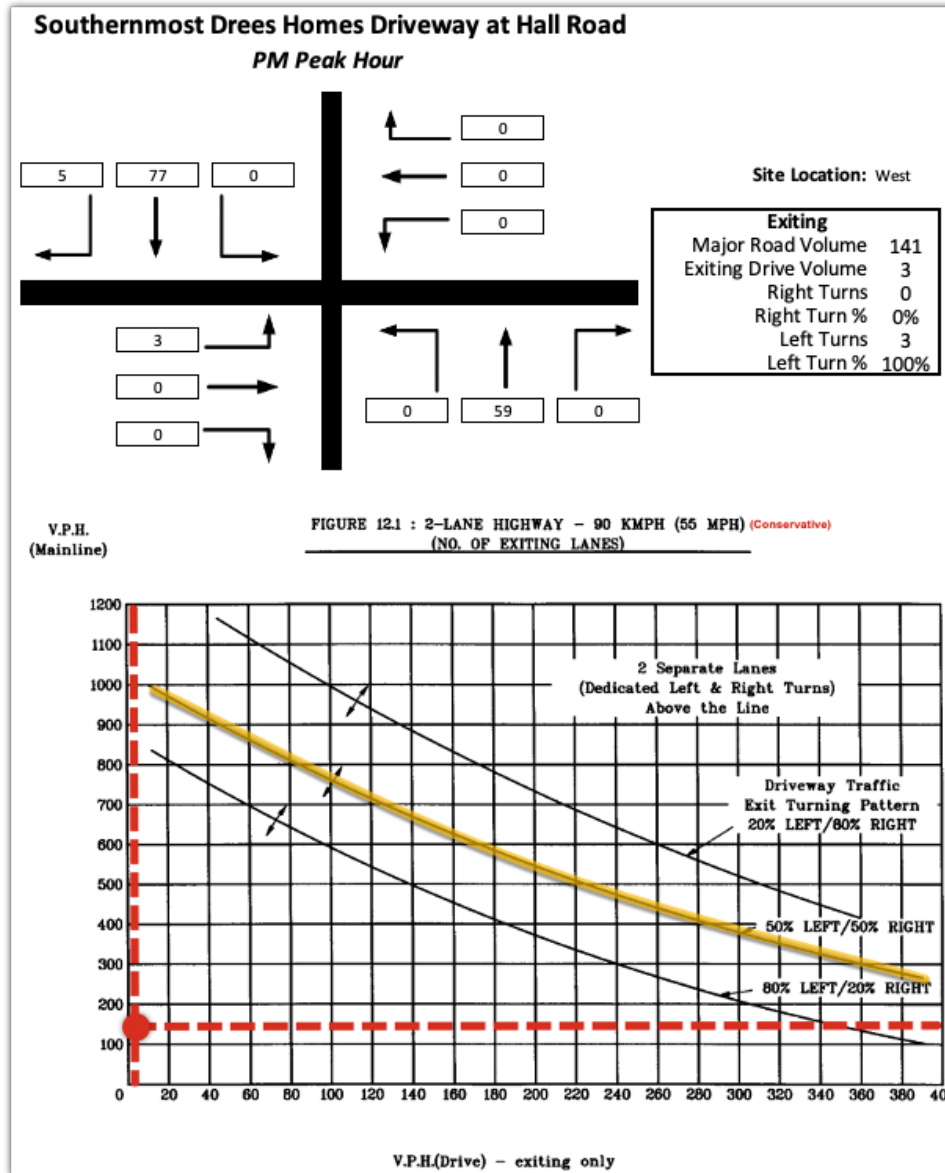 Southernmost Drees Homes Driveway at Hall Road
PM Peak Hour
0
5 77 0
0
0
Site Location: West
Exiting
Major Road Volume 141
Exiting Drive Volume 3
Right Turns 0
Right Turn % 0%
Left Turns 3
Left Turn % 100%
3
0
0
0 59 0
V.P.H.
(Mainline)
FIGURE 12.1 : 2-LANE HIGHWAY - 90 KMPH (55 MPH) (Conservative)
(NO. OF EXITING LANES)
1200
1100
1000
900
800
700
600
500
400
300
200
100
2 Separate Lanes
(Dedicated Left & Right Turns)
Above the Line
Driveway Traffic
Exit Turning Pattern
20% LEFT/80% RIGHT
50% LEFT/50% RIGHT
80% LEFT/20% RIGHT
0 20 40 60 80 100 120 140 160 180 200 220 240 260 280 300 320 340 360 380 40
V.P.H.(Drive) - exiting only